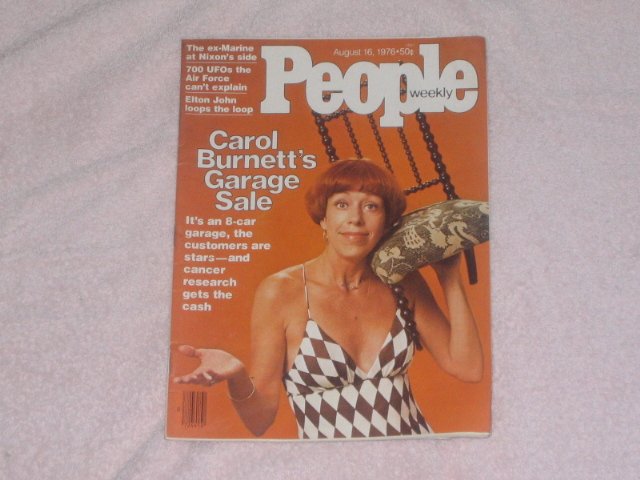 The ex-Marine
at Nixon's side
700 UFOs the
Air Force
can't explain
Elton John
loops the loop
August 16, 1976•50¢
People
weekly
Carol
Burnett's
Garage
Sale
It's an 8-car
garage, the
customers are
stars—and
cancer
research
gets the
cash